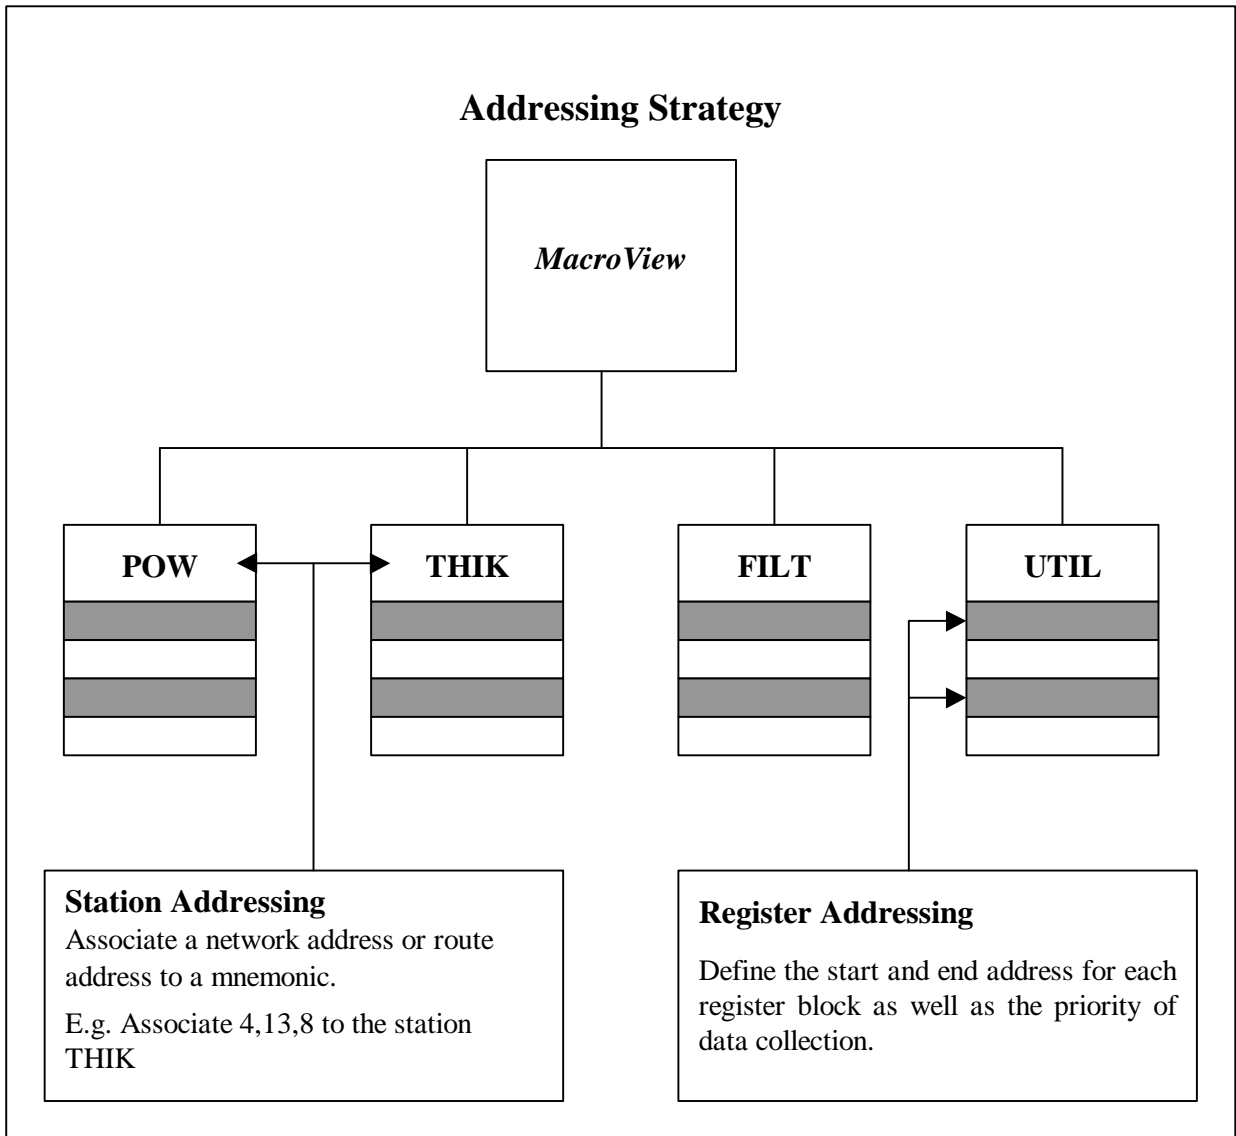 Addressing Strategy
MacroView
POW
THIK
FILT
UTIL
Station Addressing
Associate a network address or route
address to a mnemonic.
E.g. Associate 4,13,8 to the station
THIK
Register Addressing
Define the start and end address for each
register block as well as the priority of
data collection.